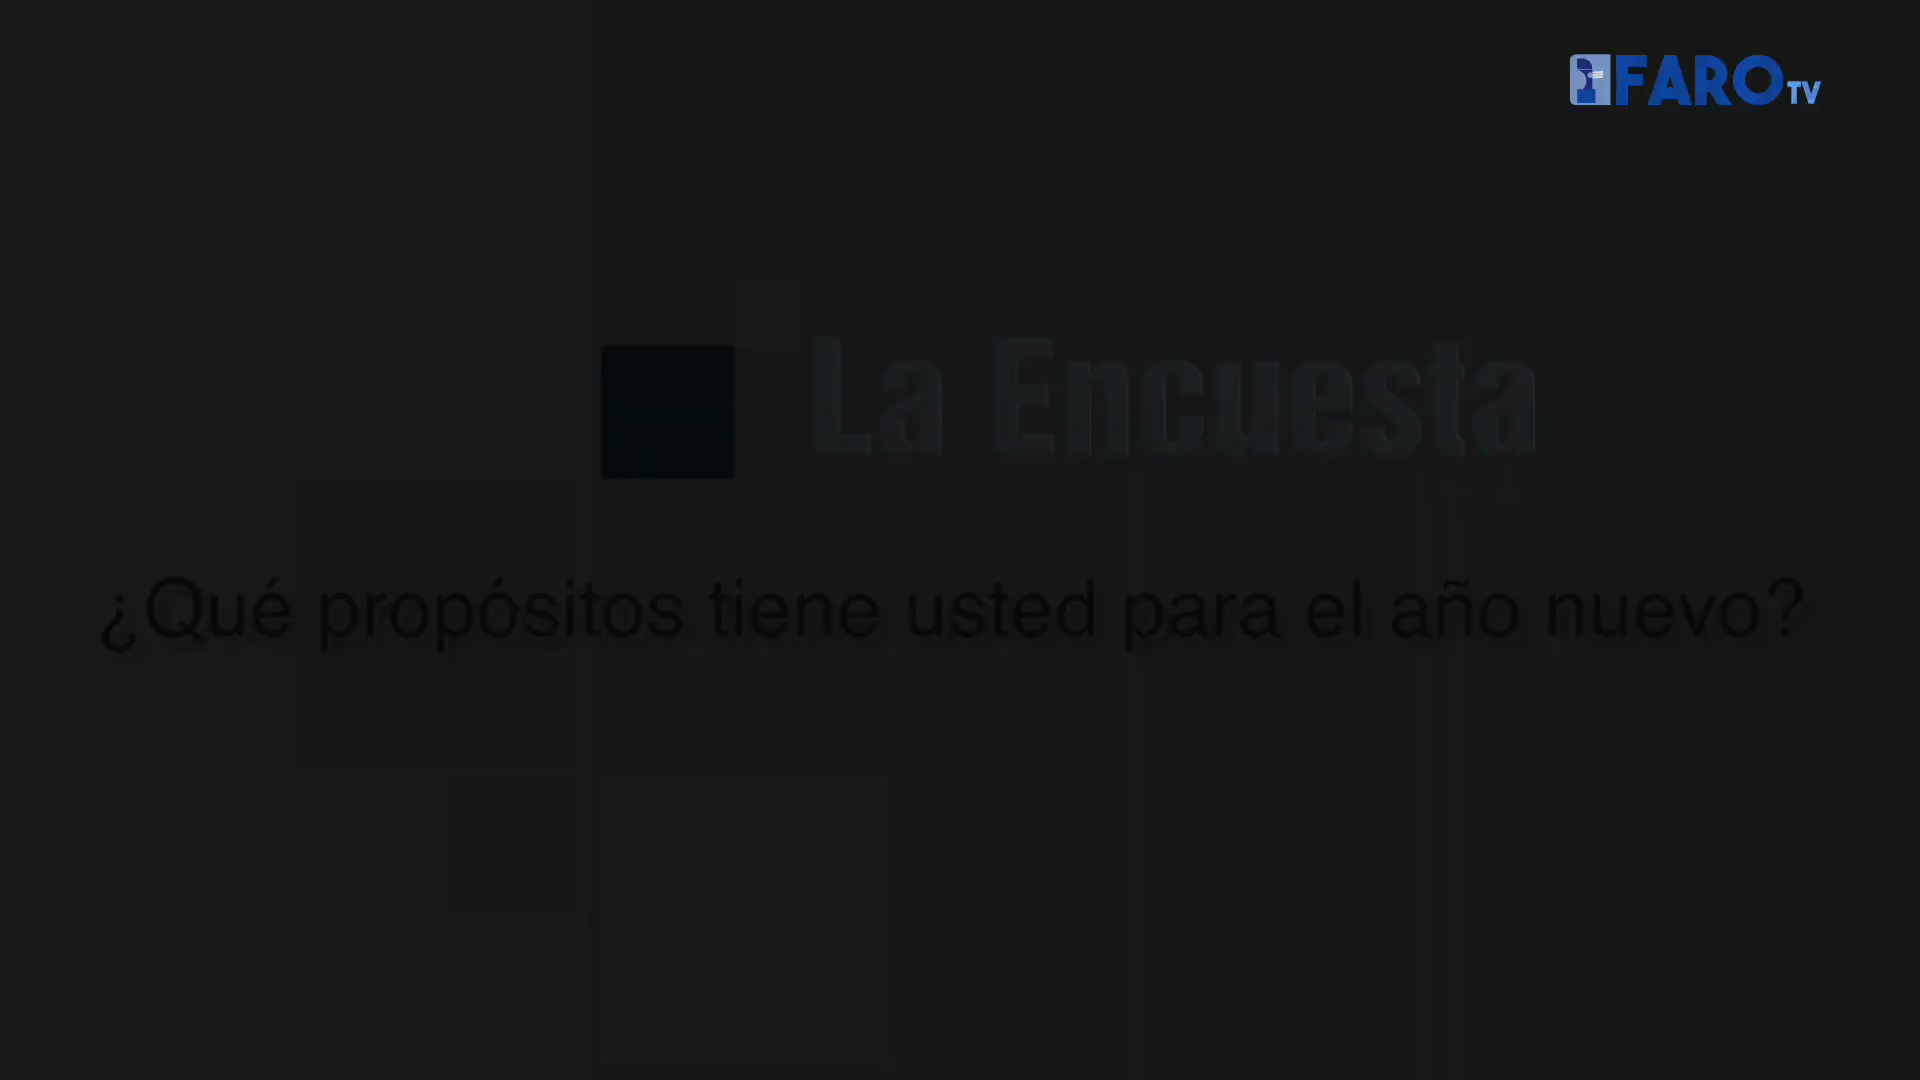 FARO TV
La Encuesta
¿Qué propósitos tiene usted para el año nuevo?